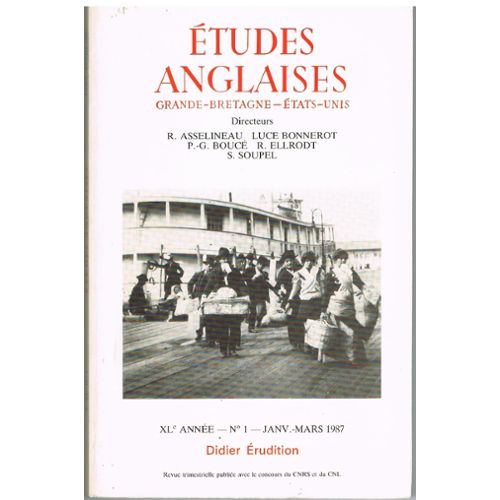 ÉTUDES
ANGLAISES
GRANDE-BRETAGNE—ÉTATS-UNIS
Directeurs
R. ASSELINEAU LUCE BONNEROT
P.-G. BOUCÉ R. ELLRODT
S. SOUPEL
XLe ANNÉE — No 1 — JANV.-MARS 1987
Didier Érudition
Revue trimestrielle publiée avec le concours du CNRS et du CNL